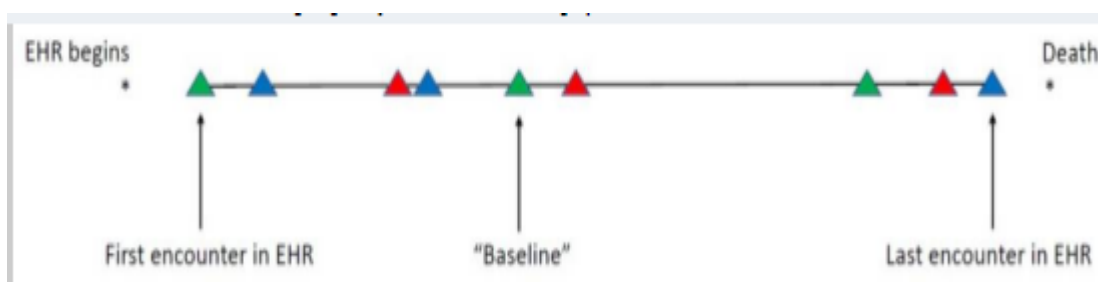 EHR begins
Death
First encounter in EHR
"Baseline"
Last encounter in EHR